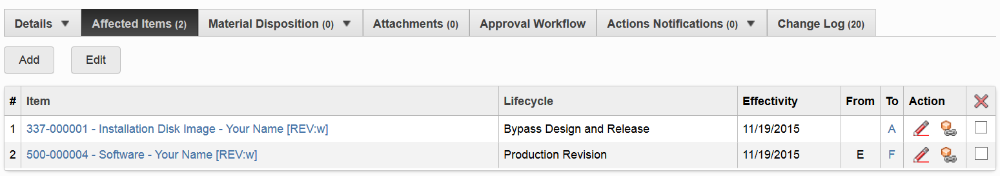 Details Affected Items (2) Material Disposition (0) Attachments (0) Approval Workflow Actions Notifications (0) Change Log (20)
Add Edit
# Item Lifecycle Effectivity From To Action
1 337-000001 - Installation Disk Image - Your Name [REV:w] Bypass Design and Release 11/19/2015 A
2 500-000004 - Software - Your Name [REV:w] Production Revision 11/19/2015 E F